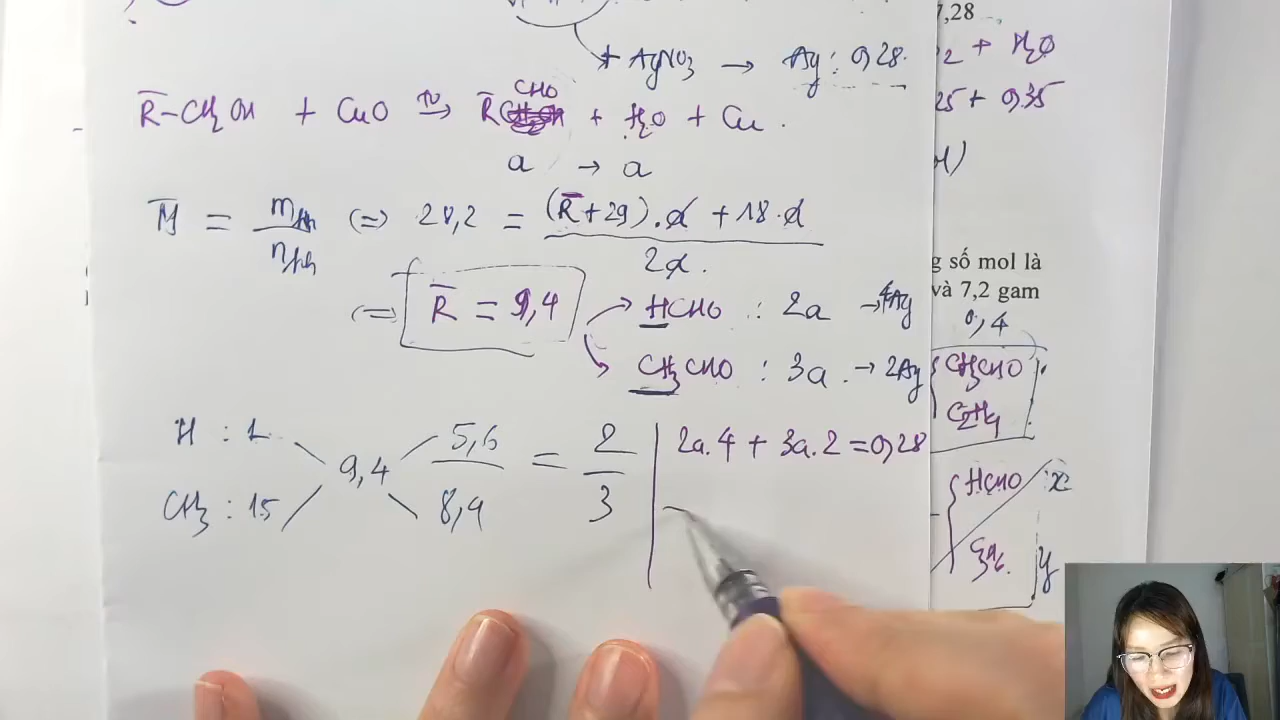 7,28
+ AgNO3 → Ag : 0,28.
2 + H2O
R̄-CH2OH + CuO t° → R̄CHO + H2O + Cu.
25 + 0,35
a → a
M̄ = m / n (=) 28,2 = (R̄+29).a + 18.a / 2a.
(=) R̄ = 9,4
HCHO : 2a → 4Ag
CH3CHO : 3a. → 2Ag
g số mol là
và 7,2 gam
0,4
CH3CHO
C2H4
H : 1
CH3 : 15
9,4
5,6 / 8,4 = 2 / 3
2a.4 + 3a.2 = 0,28
HCHO : x
y